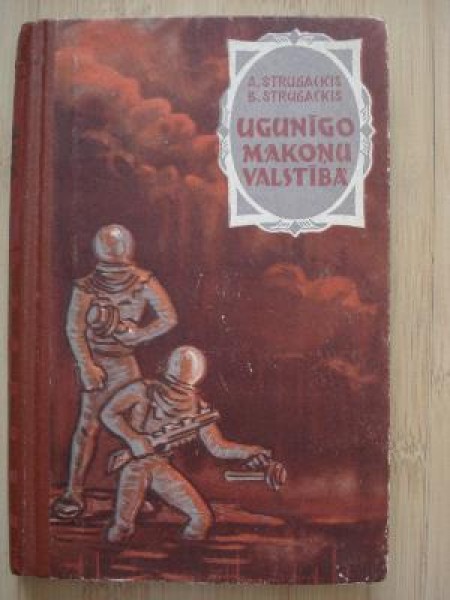 A. STRUGACKIS
B. STRUGACKIS
UGUNĪGO
MĀKOŅU
VALSTĪBĀ